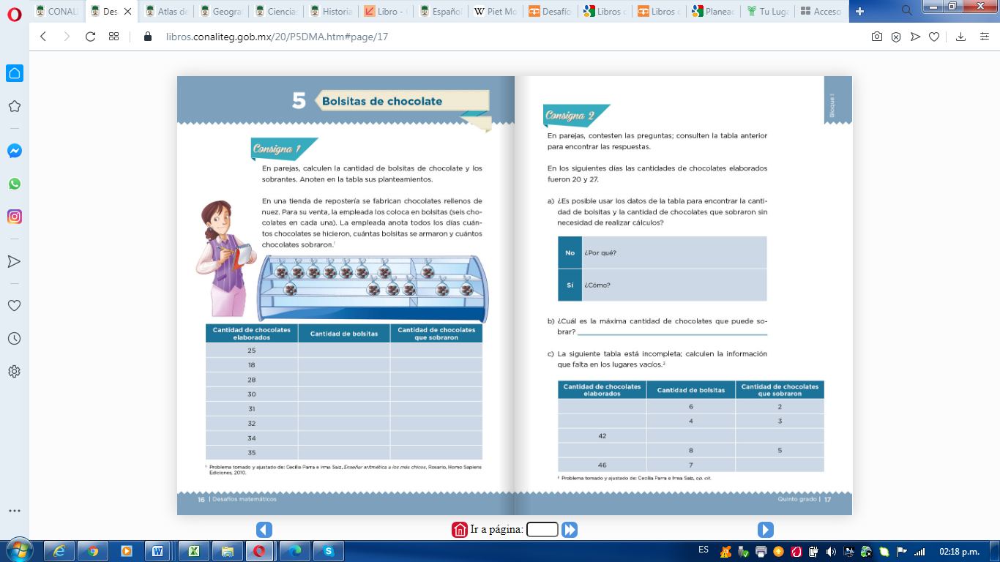 CONAL
Des
Atlas de
Geogra
Ciencias
Historia
Libro -
Español
Piet Mo
Desafío
Libros
Libros
Planea
Tu Lug
Acceso
libros.conaliteg.gob.mx/20/P5DMA.htm#page/17
5 Bolsitas de chocolate
Consigna 1
En parejas, calculen la cantidad de bolsitas de chocolate y los
sobrantes. Anoten en la tabla sus planteamientos.
En una tienda de repostería se fabrican chocolates rellenos de
nuez. Para su venta, la empleada los coloca en bolsitas (seis cho-
colates en cada una). La empleada anota todos los días cuán-
tos chocolates se hicieron, cuántas bolsitas se armaron y cuántos
chocolates sobraron.¹
Cantidad de chocolates elaborados Cantidad de bolsitas Cantidad de chocolates que sobraron
25
18
28
30
31
32
34
35
¹ Problema tomado y ajustado de: Cecilia Parra e Irma Saiz, Enseñar aritmética a los más chicos, Rosario, Homo Sapiens
Ediciones, 2010.
16 | Desafíos matemáticos
Bloque I
Consigna 2
En parejas, contesten las preguntas; consulten la tabla anterior
para encontrar las respuestas.
En los siguientes días las cantidades de chocolates elaborados
fueron 20 y 27.
a) ¿Es posible usar los datos de la tabla para encontrar la canti-
dad de bolsitas y la cantidad de chocolates que sobraron sin
necesidad de realizar cálculos?
No ¿Por qué?
Sí ¿Cómo?
b) ¿Cuál es la máxima cantidad de chocolates que puede so-
brar?
c) La siguiente tabla está incompleta; calculen la información
que falta en los lugares vacíos.²
Cantidad de chocolates elaborados Cantidad de bolsitas Cantidad de chocolates que sobraron
6 2
4 3
42
8 5
46 7
² Problema tomado y ajustado de: Cecilia Parra e Irma Saiz, op. cit.
Quinto grado | 17
Ir a página:
ES
02:18 p.m.